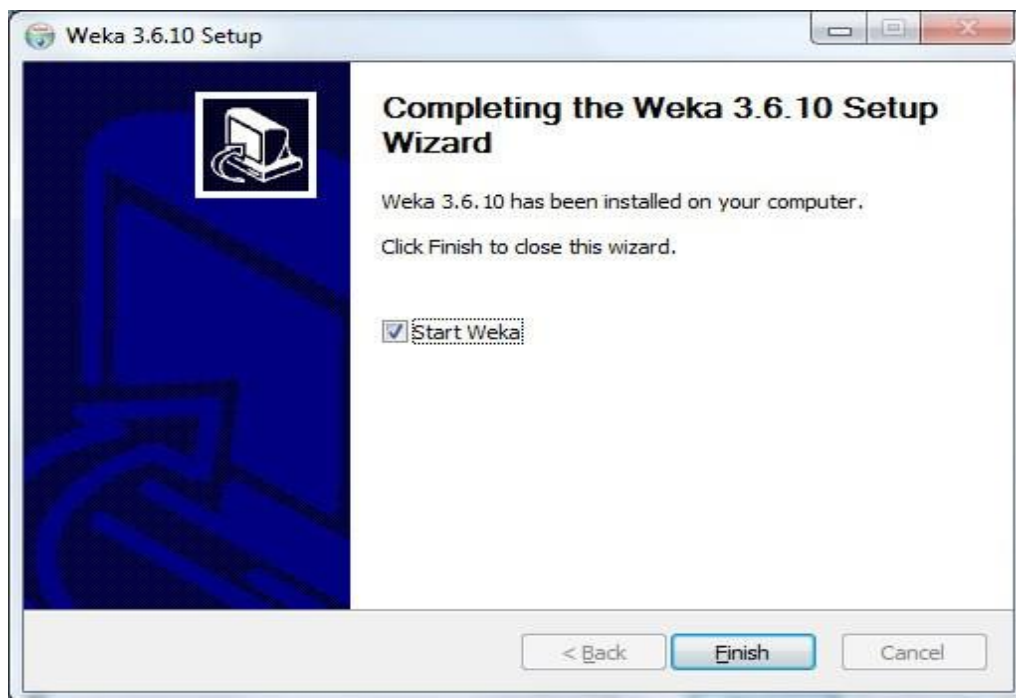 Weka 3.6.10 Setup
Completing the Weka 3.6.10 Setup
Wizard
Weka 3.6.10 has been installed on your computer.
Click Finish to close this wizard.
Start Weka
< Back
Finish
Cancel